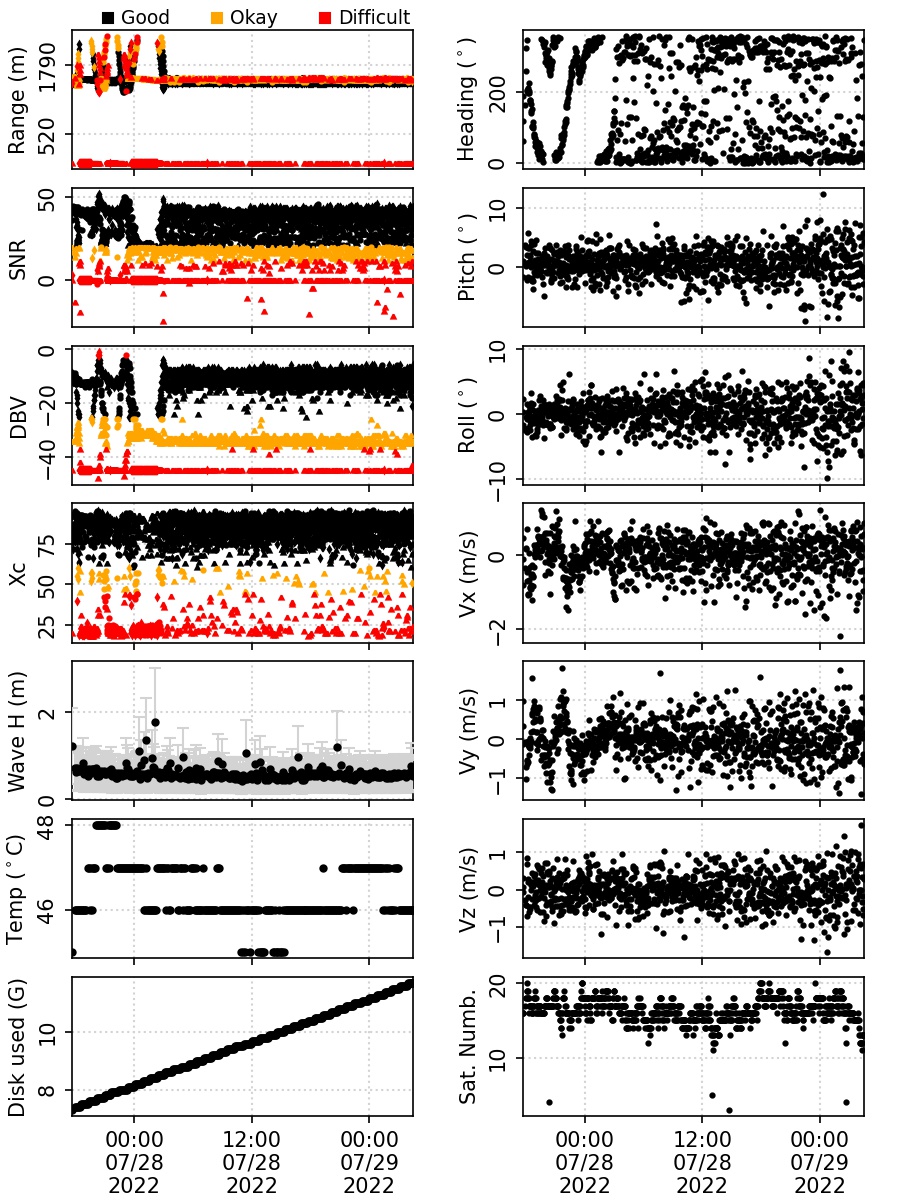 Good Okay Difficult
Range (m)
1790
520
Heading (°)
200
0
SNR
50
0
Pitch (°)
10
0
DBV
0
−20
−40
Roll (°)
10
0
−10
Xc
75
50
25
Vx (m/s)
0
−2
Wave H (m)
2
0
Vy (m/s)
1
0
−1
Temp (°C)
48
46
Vz (m/s)
1
0
−1
Disk used (G)
10
8
Sat. Numb.
20
10
00:00 12:00 00:00
07/28 07/28 07/29
2022 2022 2022
00:00 12:00 00:00
07/28 07/28 07/29
2022 2022 2022